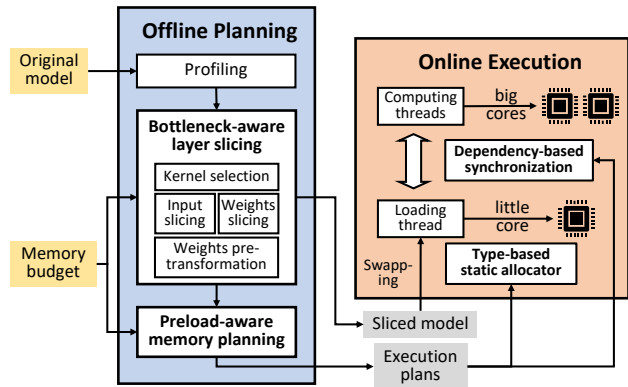 Offline Planning
Original
model
Profiling
Bottleneck-aware
layer slicing
Kernel selection
Input
slicing
Weights
slicing
Weights pre-
transformation
Memory
budget
Preload-aware
memory planning
Online Execution
Computing
threads
big
cores
Dependency-based
synchronization
Loading
thread
little
core
Swapp-
ing
Type-based
static allocator
Sliced model
Execution
plans